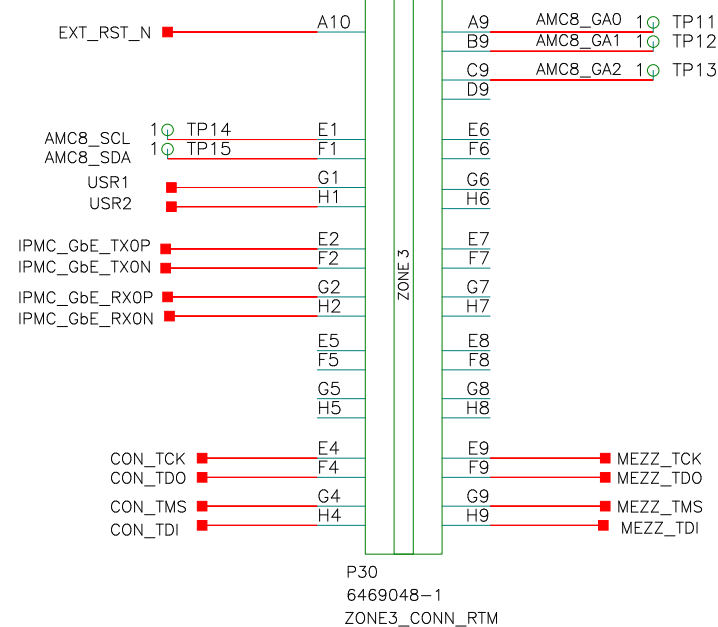 EXT_RST_N A10 A9 AMC8_GA0 1 TP11
B9 AMC8_GA1 1 TP12
C9 AMC8_GA2 1 TP13
D9
AMC8_SCL 1 TP14 E1 E6
AMC8_SDA 1 TP15 F1 F6
USR1 G1 G6
USR2 H1 H6
IPMC_GbE_TX0P E2 E7
IPMC_GbE_TX0N F2 F7
ZONE 3
IPMC_GbE_RX0P G2 G7
IPMC_GbE_RX0N H2 H7
E5 E8
F5 F8
G5 G8
H5 H8
CON_TCK E4 E9 MEZZ_TCK
CON_TDO F4 F9 MEZZ_TDO
CON_TMS G4 G9 MEZZ_TMS
CON_TDI H4 H9 MEZZ_TDI
P30
6469048-1
ZONE3_CONN_RTM